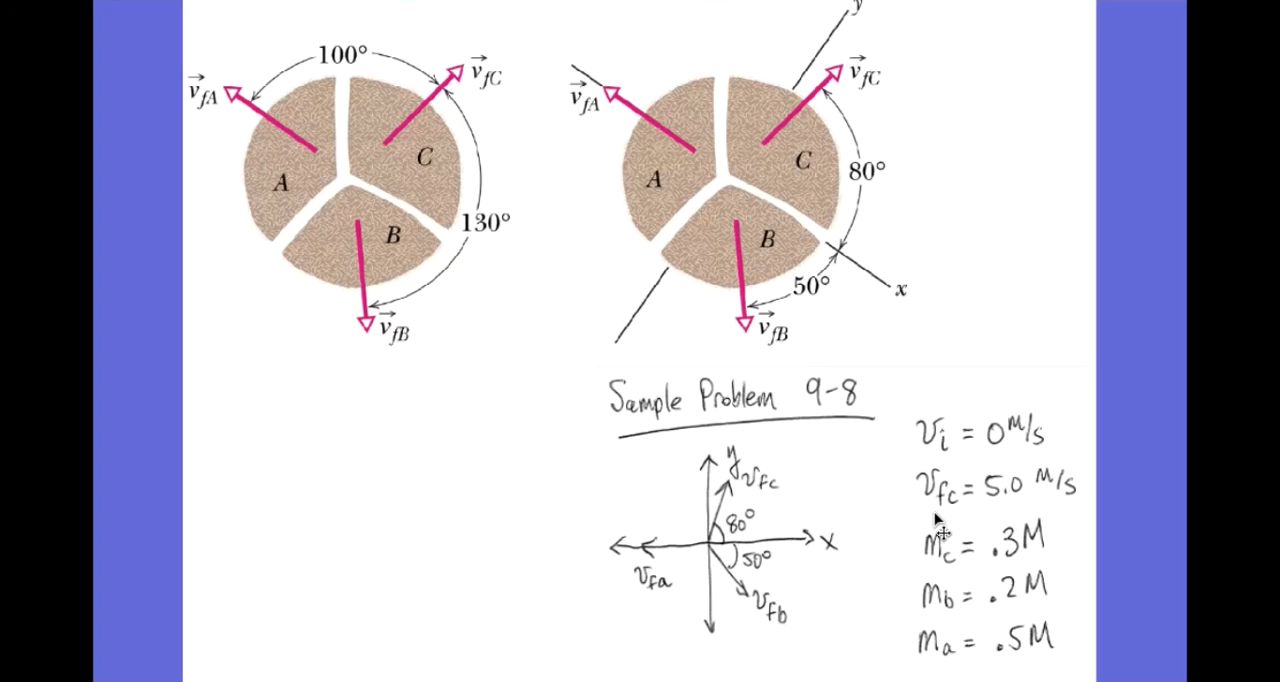 y
100°
v⃗fA
v⃗fC
A
C
B
130°
v⃗fB
v⃗fA
v⃗fC
A
C
80°
B
50°
x
v⃗fB
Sample Problem 9-8
y
vfc
80°
x
50°
vfa
vfb
vi = 0 M/s
vfc = 5.0 M/s
mc = .3M
mb = .2M
ma = .5M